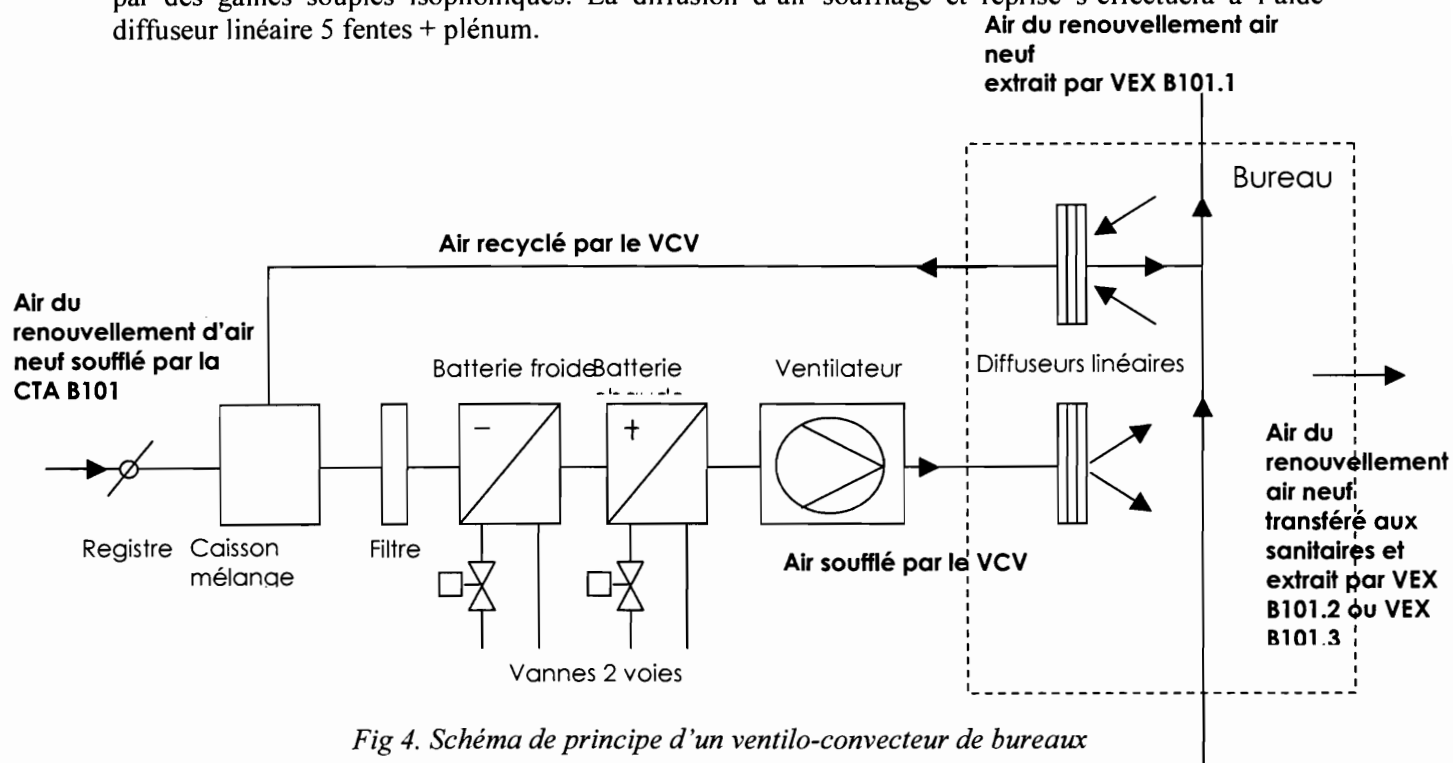 diffuseur linéaire 5 fentes + plénum.
Air du renouvellement air
neuf
extrait par VEX B101.1
Bureau
Air recyclé par le VCV
Air du
renouvellement d'air
neuf soufflé par la
CTA B101
Batterie froide
Batterie
Ventilateur
Diffuseurs linéaires
−
+
Air du
renouvellement
air neuf
transféré aux
sanitaires et
extrait par VEX
B101.2 ou VEX
B101.3
Registre
Caisson
mélange
Filtre
Air soufflé par le VCV
Vannes 2 voies
Fig 4. Schéma de principe d'un ventilo-convecteur de bureaux